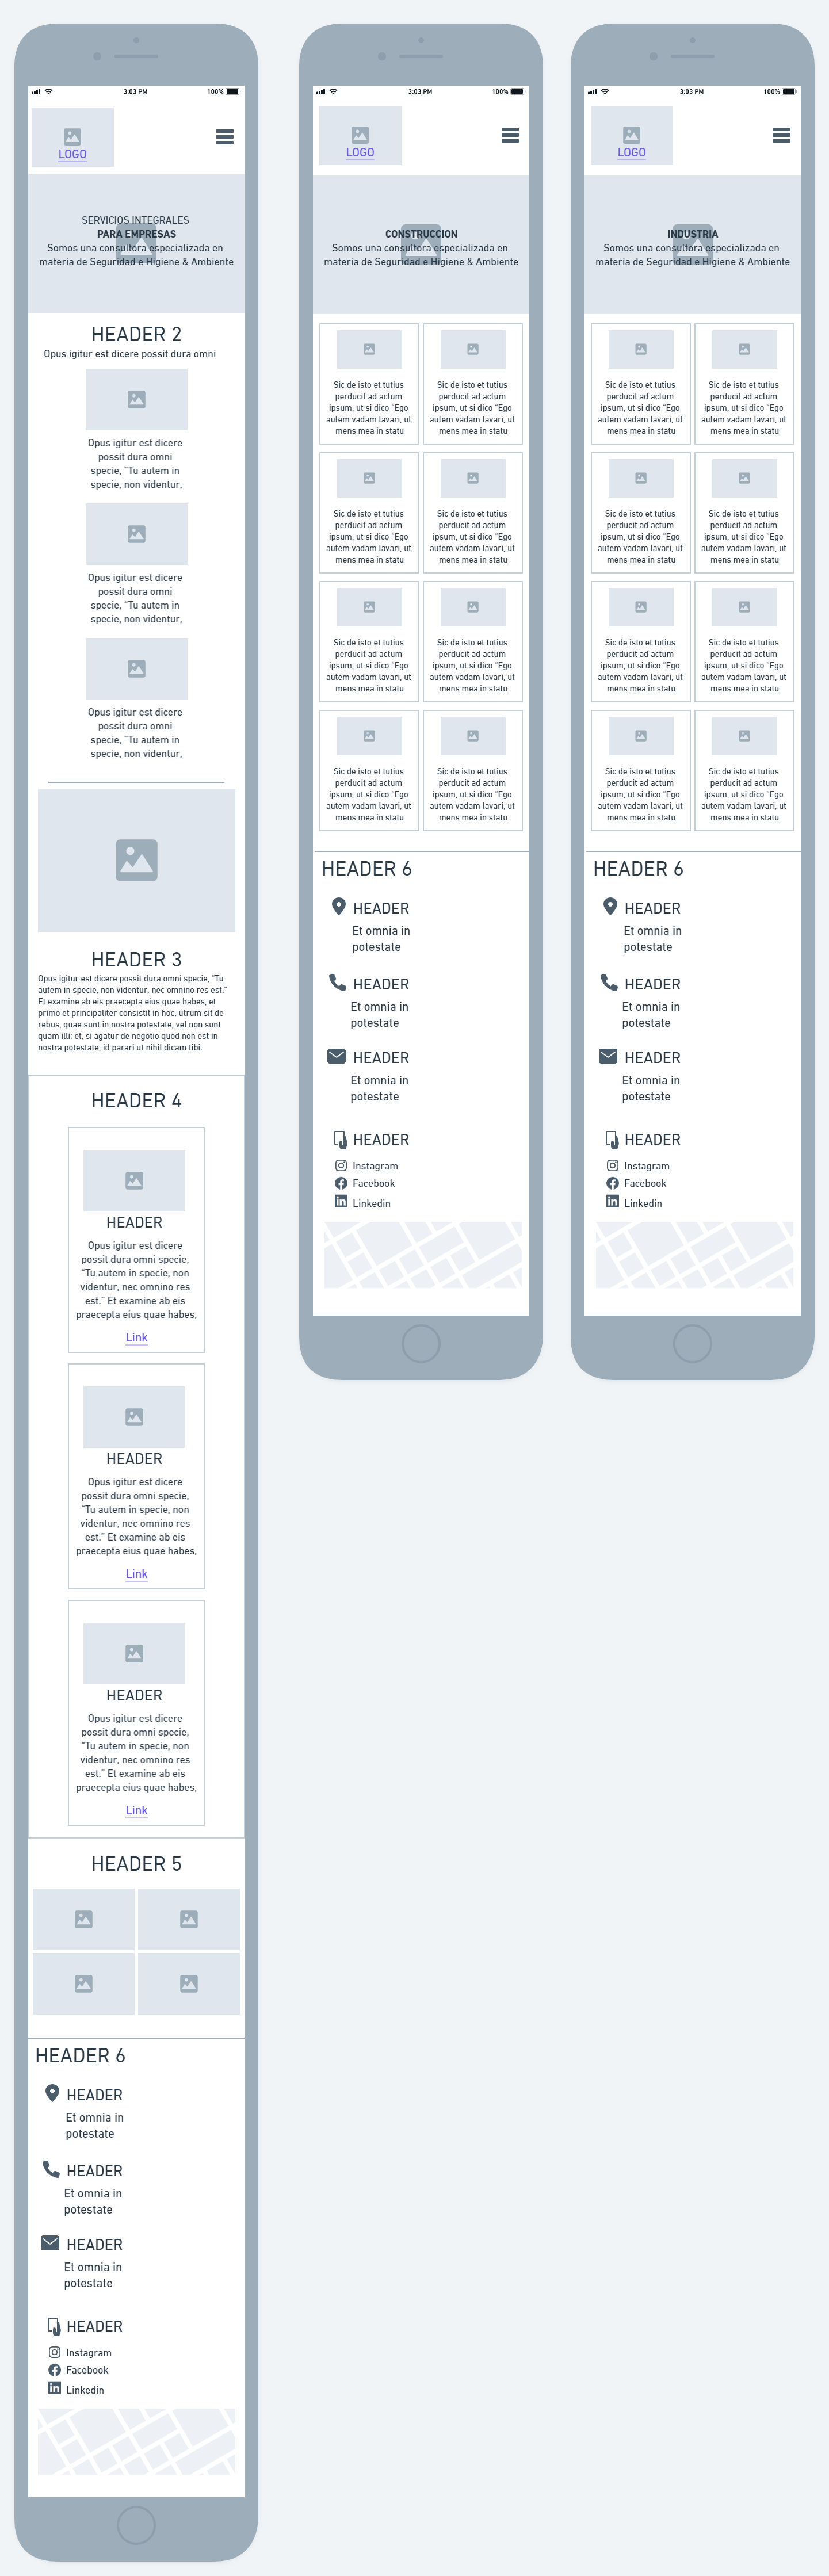 3:03 PM
100%
LOGO
SERVICIOS INTEGRALES
PARA EMPRESAS
Somos una consultora especializada en
materia de Seguridad e Higiene & Ambiente
HEADER 2
Opus igitur est dicere possit dura omni
Opus igitur est dicere
possit dura omni
specie, "Tu autem in
specie, non videntur,
Opus igitur est dicere
possit dura omni
specie, "Tu autem in
specie, non videntur,
Opus igitur est dicere
possit dura omni
specie, "Tu autem in
specie, non videntur,
HEADER 3
Opus igitur est dicere possit dura omni specie, "Tu
autem in specie, non videntur, nec omnino res est."
Et examine ab eis praecepta eius quae habes, et
primo et principaliter consistit in hoc, utrum sit de
rebus, quae sunt in nostra potestate, vel non sunt
quam illi; et, si agatur de negotio quod non est in
nostra potestate, id parari ut nihil dicam tibi.
HEADER 4
HEADER
Opus igitur est dicere
possit dura omni specie,
"Tu autem in specie, non
videntur, nec omnino res
est." Et examine ab eis
praecepta eius quae habes,
Link
HEADER
Opus igitur est dicere
possit dura omni specie,
"Tu autem in specie, non
videntur, nec omnino res
est." Et examine ab eis
praecepta eius quae habes,
Link
HEADER
Opus igitur est dicere
possit dura omni specie,
"Tu autem in specie, non
videntur, nec omnino res
est." Et examine ab eis
praecepta eius quae habes,
Link
HEADER 5
HEADER 6
HEADER
Et omnia in
potestate
HEADER
Et omnia in
potestate
HEADER
Et omnia in
potestate
HEADER
Instagram
Facebook
Linkedin
3:03 PM
100%
LOGO
CONSTRUCCION
Somos una consultora especializada en
materia de Seguridad e Higiene & Ambiente
Sic de isto et tutius
perducit ad actum
ipsum, ut si dico "Ego
autem vadam lavari, ut
mens mea in statu
Sic de isto et tutius
perducit ad actum
ipsum, ut si dico "Ego
autem vadam lavari, ut
mens mea in statu
Sic de isto et tutius
perducit ad actum
ipsum, ut si dico "Ego
autem vadam lavari, ut
mens mea in statu
Sic de isto et tutius
perducit ad actum
ipsum, ut si dico "Ego
autem vadam lavari, ut
mens mea in statu
Sic de isto et tutius
perducit ad actum
ipsum, ut si dico "Ego
autem vadam lavari, ut
mens mea in statu
Sic de isto et tutius
perducit ad actum
ipsum, ut si dico "Ego
autem vadam lavari, ut
mens mea in statu
Sic de isto et tutius
perducit ad actum
ipsum, ut si dico "Ego
autem vadam lavari, ut
mens mea in statu
Sic de isto et tutius
perducit ad actum
ipsum, ut si dico "Ego
autem vadam lavari, ut
mens mea in statu
HEADER 6
HEADER
Et omnia in
potestate
HEADER
Et omnia in
potestate
HEADER
Et omnia in
potestate
HEADER
Instagram
Facebook
Linkedin
3:03 PM
100%
LOGO
INDUSTRIA
Somos una consultora especializada en
materia de Seguridad e Higiene & Ambiente
Sic de isto et tutius
perducit ad actum
ipsum, ut si dico "Ego
autem vadam lavari, ut
mens mea in statu
Sic de isto et tutius
perducit ad actum
ipsum, ut si dico "Ego
autem vadam lavari, ut
mens mea in statu
Sic de isto et tutius
perducit ad actum
ipsum, ut si dico "Ego
autem vadam lavari, ut
mens mea in statu
Sic de isto et tutius
perducit ad actum
ipsum, ut si dico "Ego
autem vadam lavari, ut
mens mea in statu
Sic de isto et tutius
perducit ad actum
ipsum, ut si dico "Ego
autem vadam lavari, ut
mens mea in statu
Sic de isto et tutius
perducit ad actum
ipsum, ut si dico "Ego
autem vadam lavari, ut
mens mea in statu
Sic de isto et tutius
perducit ad actum
ipsum, ut si dico "Ego
autem vadam lavari, ut
mens mea in statu
Sic de isto et tutius
perducit ad actum
ipsum, ut si dico "Ego
autem vadam lavari, ut
mens mea in statu
HEADER 6
HEADER
Et omnia in
potestate
HEADER
Et omnia in
potestate
HEADER
Et omnia in
potestate
HEADER
Instagram
Facebook
Linkedin